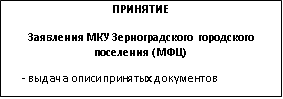 ПРИНЯТИЕ
Заявления МКУ Зерноградского городского
поселения (МФЦ)
- выдача описи принятых документов